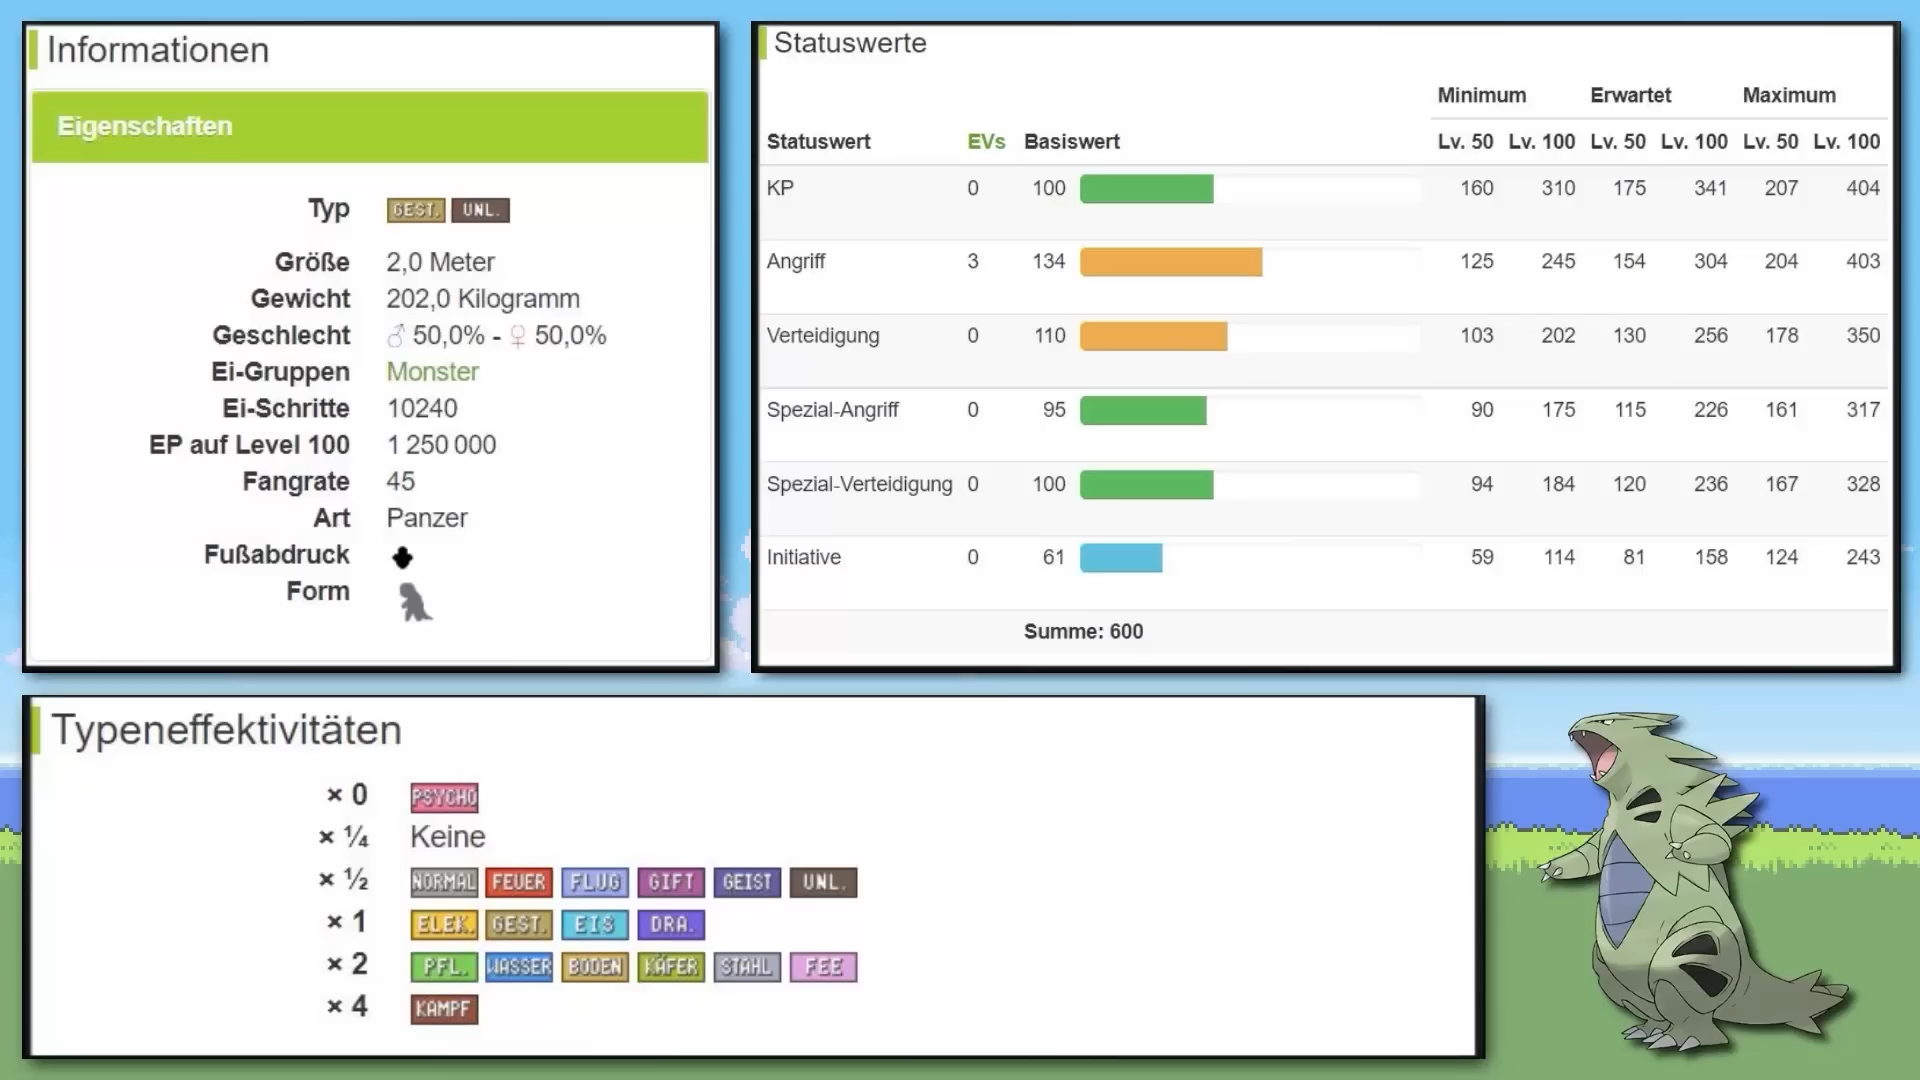 Informationen
Eigenschaften
Typ GEST. UNL.
Größe 2,0 Meter
Gewicht 202,0 Kilogramm
Geschlecht ♂ 50,0% - ♀ 50,0%
Ei-Gruppen Monster
Ei-Schritte 10240
EP auf Level 100 1 250 000
Fangrate 45
Art Panzer
Fußabdruck
Form
Statuswerte
Minimum Erwartet Maximum
Statuswert EVs Basiswert Lv. 50 Lv. 100 Lv. 50 Lv. 100 Lv. 50 Lv. 100
KP 0 100 160 310 175 341 207 404
Angriff 3 134 125 245 154 304 204 403
Verteidigung 0 110 103 202 130 256 178 350
Spezial-Angriff 0 95 90 175 115 226 161 317
Spezial-Verteidigung 0 100 94 184 120 236 167 328
Initiative 0 61 59 114 81 158 124 243
Summe: 600
Typeneffektivitäten
× 0 PSYCHO
× ¼ Keine
× ½ NORMAL FEUER FLUG GIFT GEIST UNL.
× 1 ELEK. GEST. EIS DRA.
× 2 PFL. WASSER BODEN KÄFER STAHL FEE
× 4 KAMPF